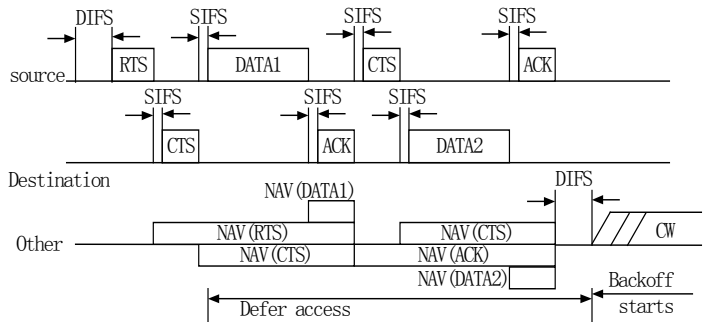 DIFS SIFS SIFS SIFS
RTS DATA1 CTS ACK
source
SIFS SIFS SIFS
CTS ACK DATA2
Destination
NAV(DATA1) DIFS
NAV(RTS) NAV(CTS) CW
Other
NAV(CTS) NAV(ACK)
NAV(DATA2) Backoff
Defer access starts